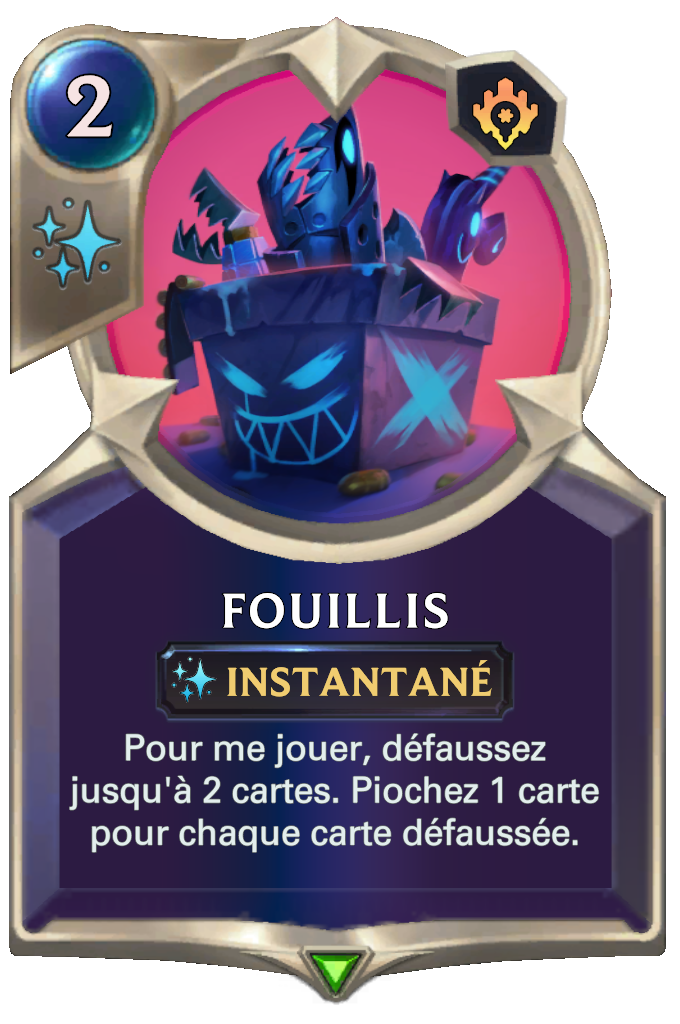 2
FOUILLIS
INSTANTANÉ
Pour me jouer, défaussez
jusqu'à 2 cartes. Piochez 1 carte
pour chaque carte défaussée.